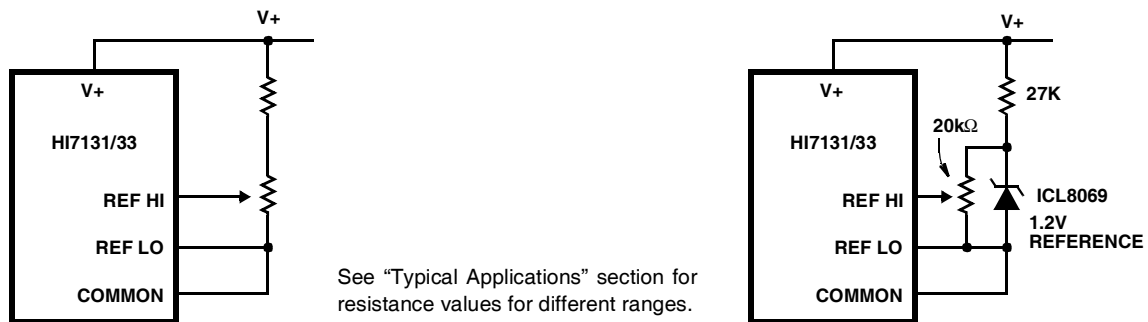 V+
V+
HI7131/33
REF HI
REF LO
COMMON
See “Typical Applications” section for
resistance values for different ranges.
V+
V+
27K
HI7131/33
20kΩ
REF HI
ICL8069
1.2V
REFERENCE
REF LO
COMMON